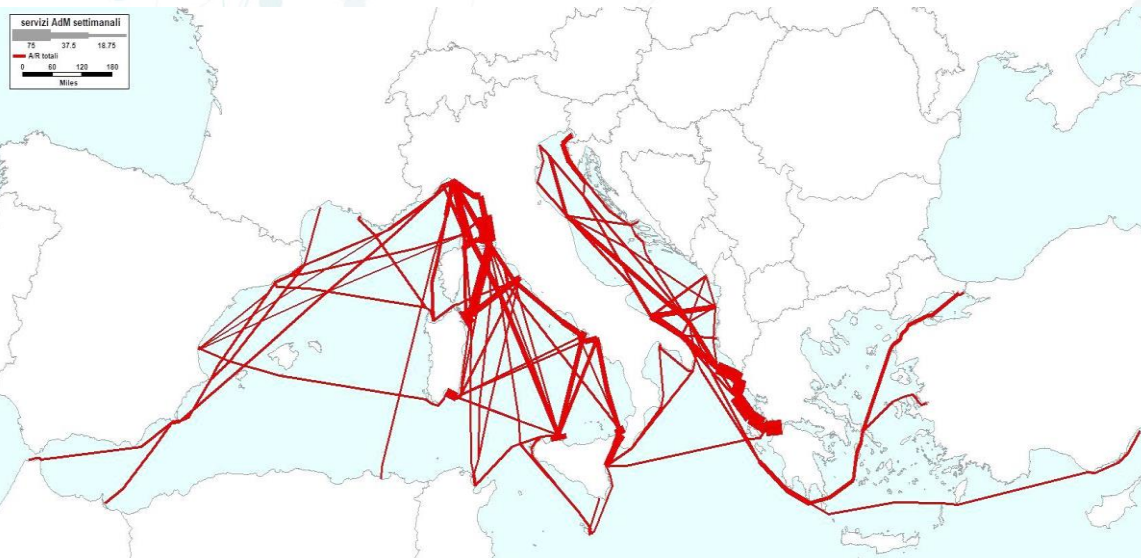 servizi AdM settimanali
75 37.5 18.75
A/R totali
0 60 120 180
Miles